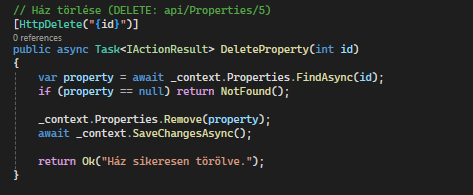 // Ház törlése (DELETE: api/Properties/5)
[HttpDelete("{id}")]
0 references
public async Task<IActionResult> DeleteProperty(int id)
{
var property = await _context.Properties.FindAsync(id);
if (property == null) return NotFound();
_context.Properties.Remove(property);
await _context.SaveChangesAsync();
return Ok("Ház sikeresen törölve.");
}